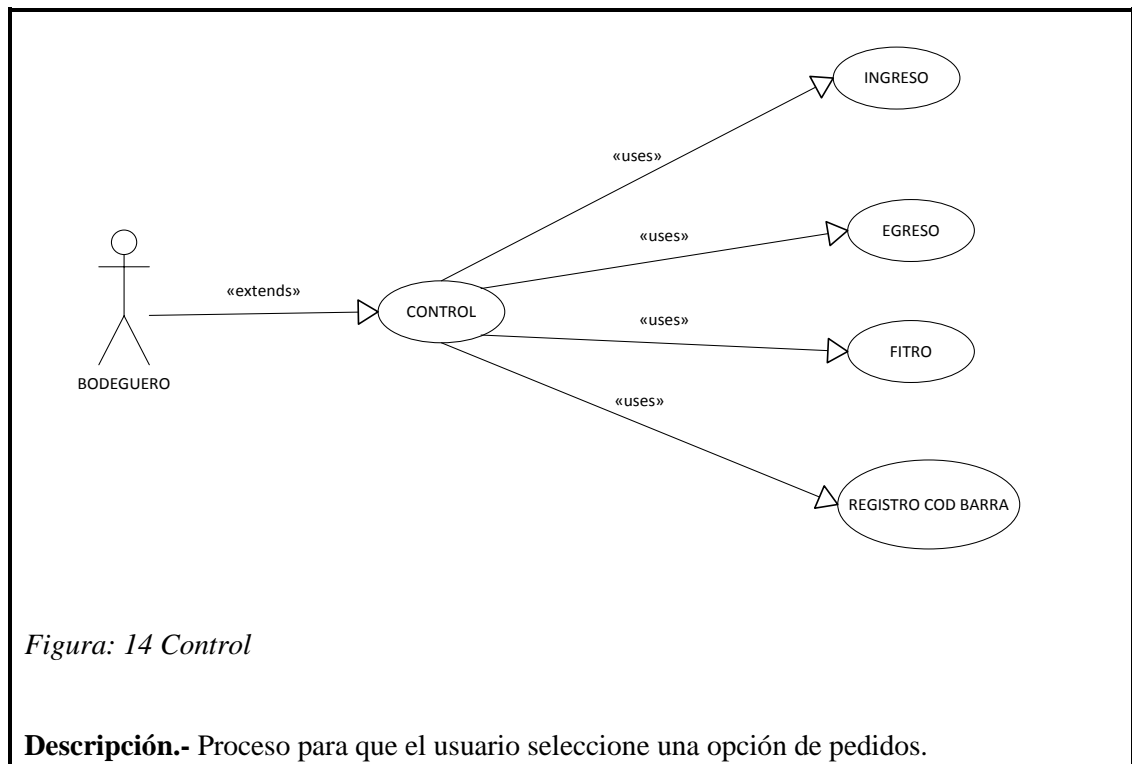 INGRESO
«uses»
EGRESO
«uses»
«extends»
CONTROL
«uses»
FITRO
BODEGUERO
«uses»
REGISTRO COD BARRA
Figura: 14 Control
Descripción.- Proceso para que el usuario seleccione una opción de pedidos.